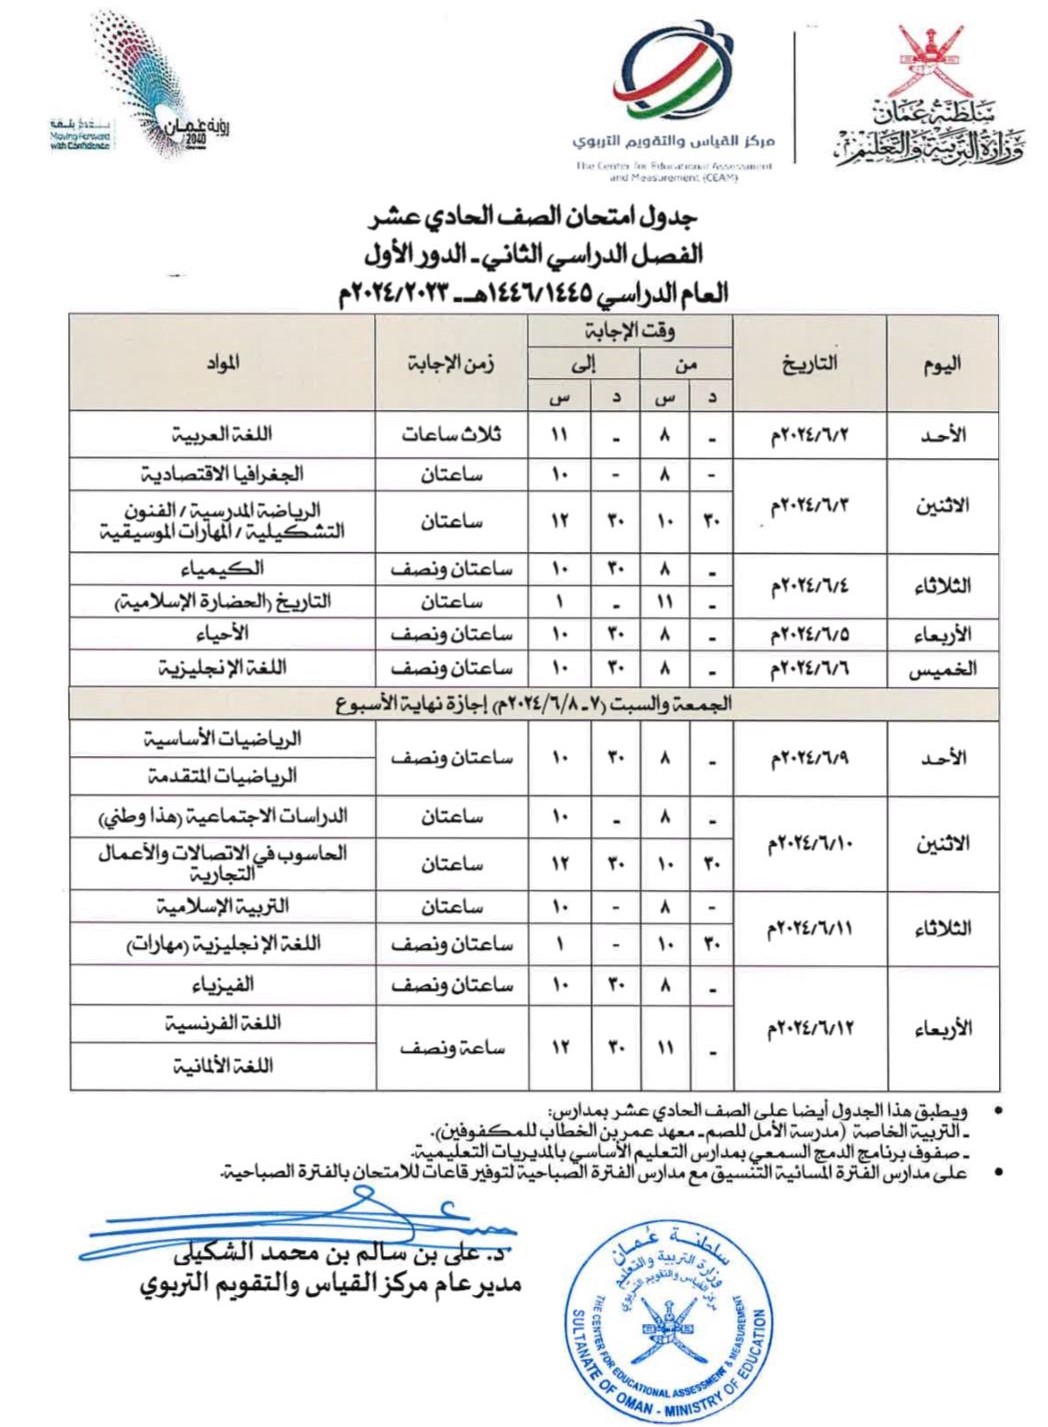 سلطنة عُمان
وزارة التربية والتعليم
مركز القياس والتقويم التربوي
The Center for Educational Assessment
and Measurement (CEAM)
رؤية عُمان
2040
نتقدم بثقة
Moving Forward
with Confidence
جدول امتحان الصف الحادي عشر
الفصل الدراسي الثاني ـ الدور الأول
العام الدراسي ١٤٤٦/١٤٤٥هـ ـ ٢٠٢٤/٢٠٢٣م
اليوم التاريخ وقت الإجابة زمن الإجابة المواد
من إلى
د س د س
الأحد ٢٠٢٤/٦/٢م - ٨ - ١١ ثلاث ساعات اللغة العربية
الاثنين ٢٠٢٤/٦/٣م - ٨ - ١٠ ساعتان الجغرافيا الاقتصادية
٣٠ ١٠ ٣٠ ١٢ ساعتان الرياضة المدرسية / الفنون
التشكيلية / المهارات الموسيقية
الثلاثاء ٢٠٢٤/٦/٤م - ٨ ٣٠ ١٠ ساعتان ونصف الكيمياء
- ١١ - ١ ساعتان التاريخ (الحضارة الإسلامية)
الأربعاء ٢٠٢٤/٦/٥م - ٨ ٣٠ ١٠ ساعتان ونصف الأحياء
الخميس ٢٠٢٤/٦/٦م - ٨ ٣٠ ١٠ ساعتان ونصف اللغة الإنجليزية
الجمعة والسبت (٧ـ ٢٠٢٤/٦/٨م) إجازة نهاية الأسبوع
الأحد ٢٠٢٤/٦/٩م - ٨ ٣٠ ١٠ ساعتان ونصف الرياضيات الأساسية
الرياضيات المتقدمة
الاثنين ٢٠٢٤/٦/١٠م - ٨ - ١٠ ساعتان الدراسات الاجتماعية (هذا وطني)
٣٠ ١٠ ٣٠ ١٢ ساعتان الحاسوب في الاتصالات والأعمال
التجارية
الثلاثاء ٢٠٢٤/٦/١١م - ٨ - ١٠ ساعتان التربية الإسلامية
٣٠ ١٠ - ١ ساعتان ونصف اللغة الإنجليزية (مهارات)
الأربعاء ٢٠٢٤/٦/١٢م - ٨ ٣٠ ١٠ ساعتان ونصف الفيزياء
- ١١ ٣٠ ١٢ ساعة ونصف اللغة الفرنسية
اللغة الألمانية
• ويطبق هذا الجدول أيضا على الصف الحادي عشر بمدارس:
ـ التربية الخاصة (مدرسة الأمل للصم ـ معهد عمر بن الخطاب للمكفوفين).
ـ صفوف برنامج الدمج السمعي بمدارس التعليم الأساسي بالمديريات التعليمية.
• على مدارس الفترة المسائية التنسيق مع مدارس الفترة الصباحية لتوفير قاعات للامتحان بالفترة الصباحية.
د. علي بن سالم بن محمد الشكيلي
مدير عام مركز القياس والتقويم التربوي
سلطنة عُمان
وزارة التربية والتعليم
مركز القياس والتقويم التربوي
THE CENTER FOR EDUCATIONAL ASSESSMENT & MEASUREMENT
SULTANATE OF OMAN - MINISTRY OF EDUCATION